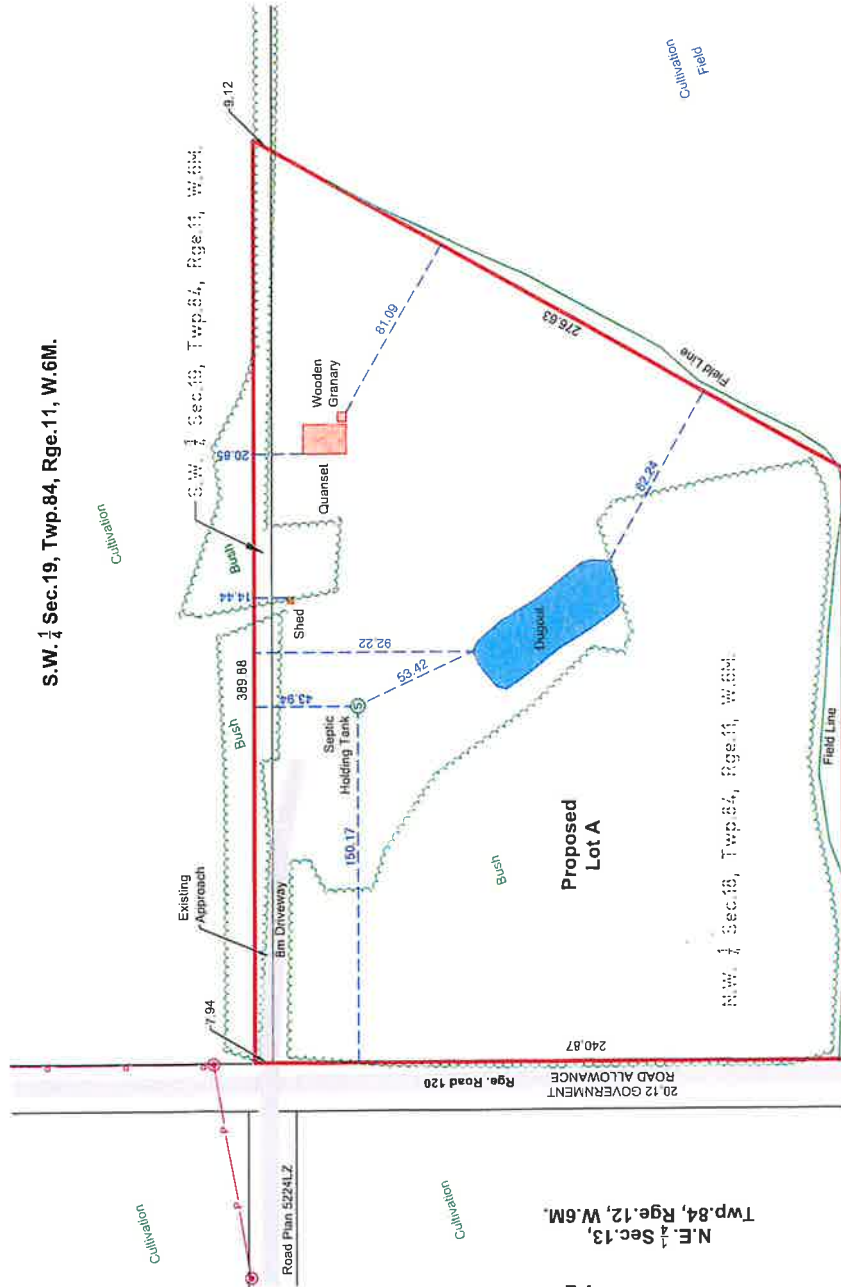 S.W. 1/4 Sec.19, Twp.84, Rge.11, W.6M.
Cultivation
S.W. 1/4 Sec.19, Twp.84, Rge.11, W.6M.
9.12
Cultivation
Field
Bush
20.85
Wooden
Granary
Quansel
81.09
276.63
Field Line
14.44
Shed
389.88
92.22
Bush
43.94
53.42
Septic
Holding Tank
S
Dugout
62.24
150.17
Existing
Approach
8m Driveway
7.94
Bush
Proposed
Lot A
N.W. 1/4 Sec.18, Twp.84, Rge.11, W.6M.
Field Line
240.87
Rge. Road 120
20.12 GOVERNMENT
ROAD ALLOWANCE
P
P
Road Plan 5224LZ
Cultivation
Cultivation
N.E. 1/4 Sec.13,
Twp.84, Rge.12, W.6M.